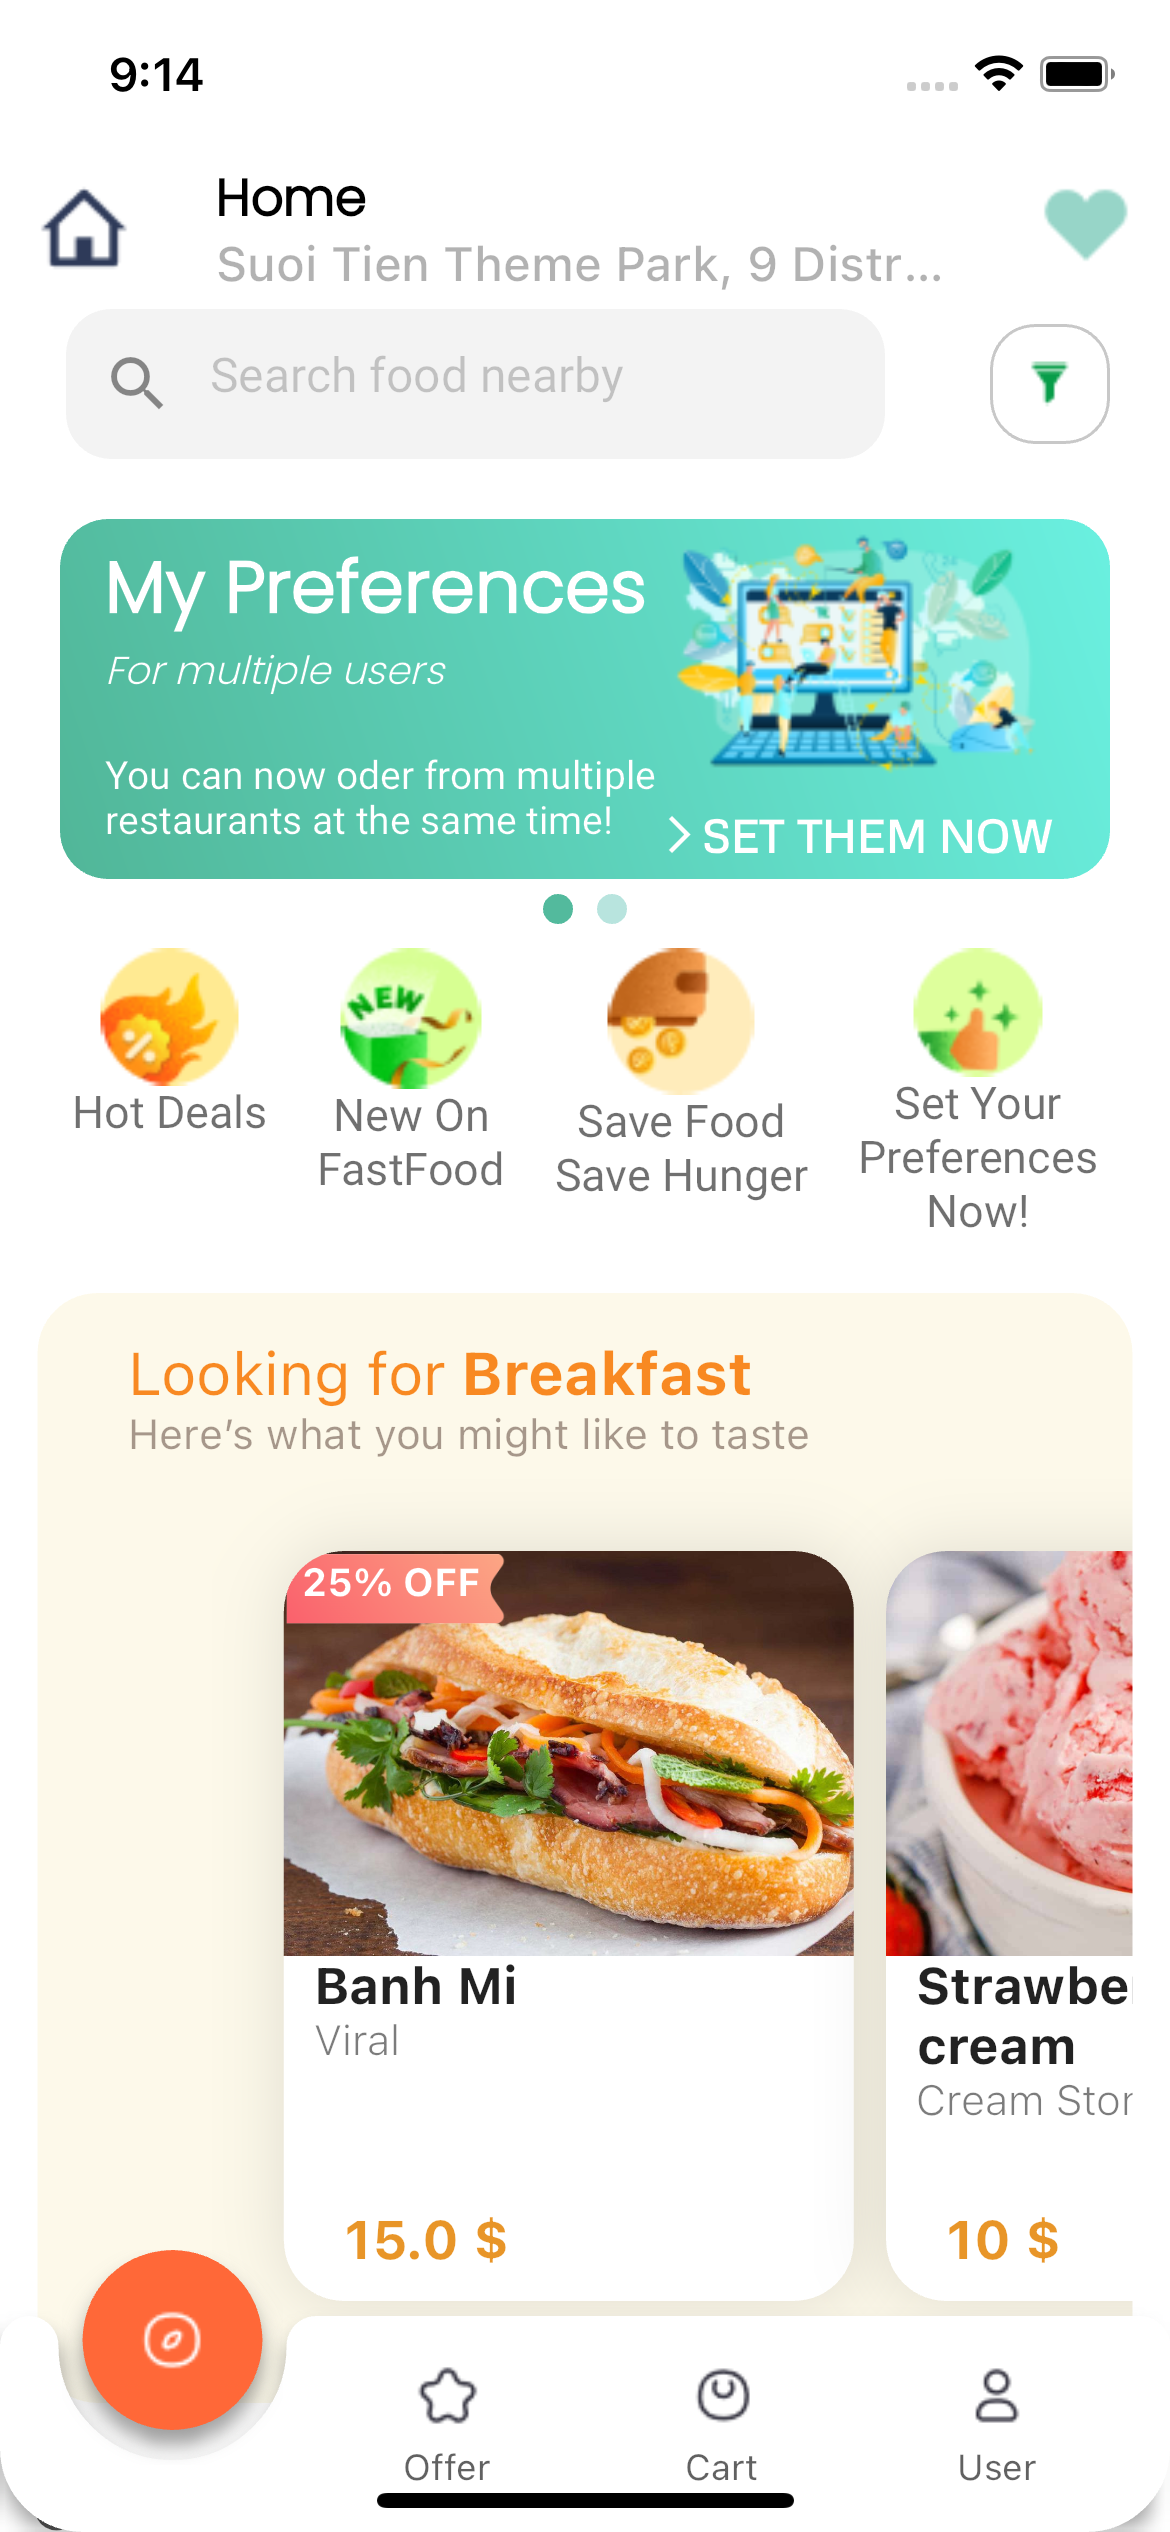 9:14
Home
Suoi Tien Theme Park, 9 Distr...
Search food nearby
My Preferences
For multiple users
You can now oder from multiple
restaurants at the same time!
SET THEM NOW
Hot Deals
NEW
New On
FastFood
Save Food
Save Hunger
Set Your
Preferences
Now!
Looking for Breakfast
Here's what you might like to taste
25% OFF
Banh Mi
Viral
15.0 $
cream
Cream
10 $
Offer
Cart
User